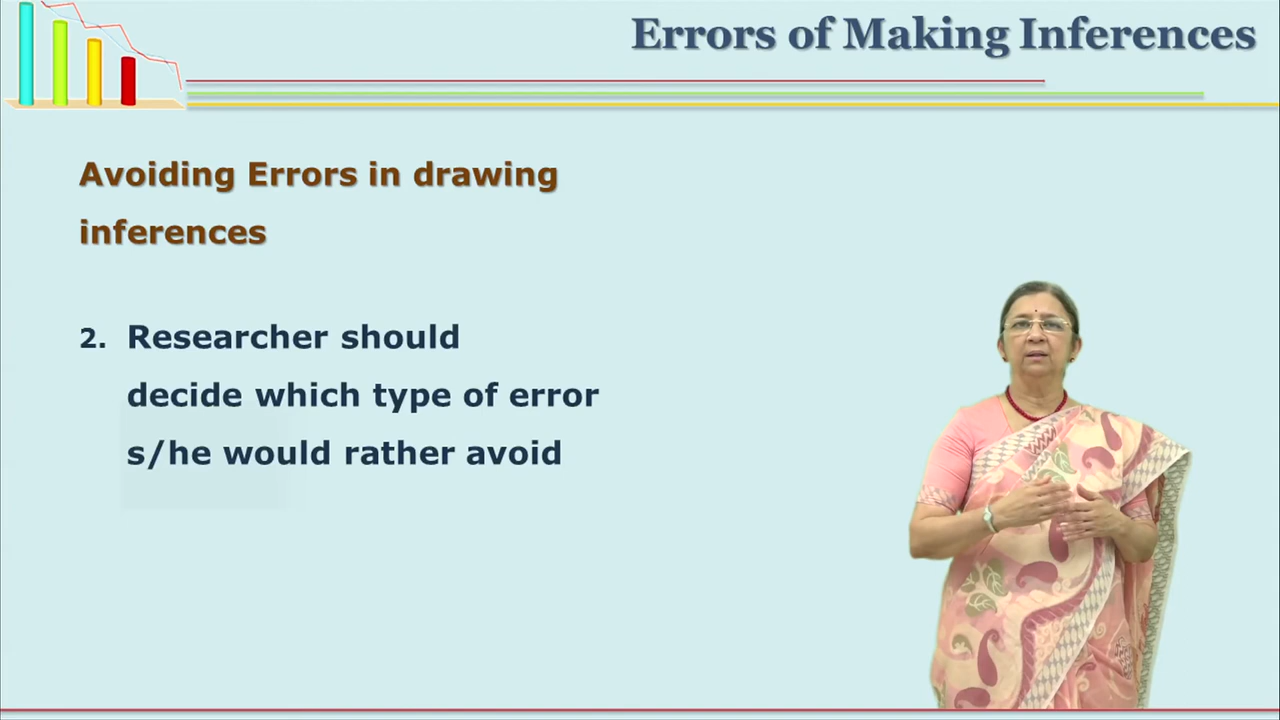 Errors of Making Inferences
Avoiding Errors in drawing
inferences
2. Researcher should
decide which type of error
s/he would rather avoid